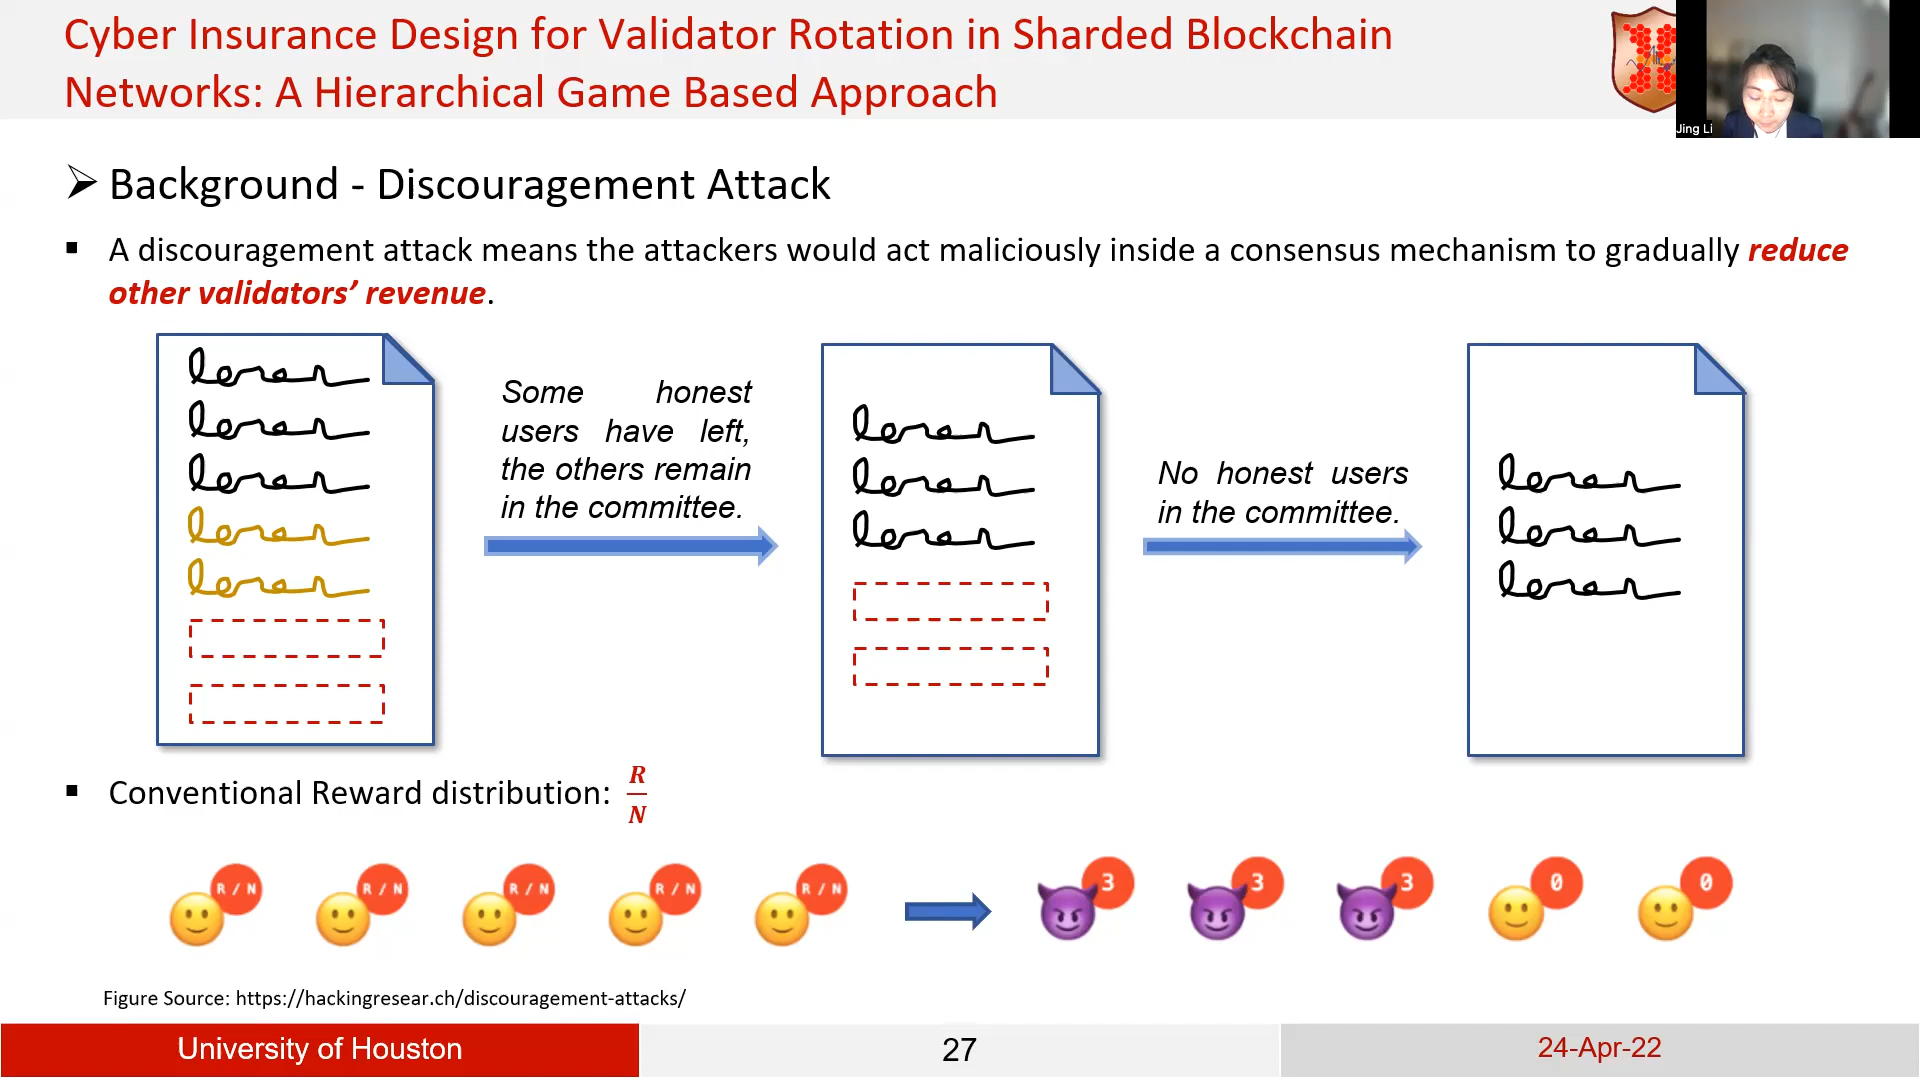 Cyber Insurance Design for Validator Rotation in Sharded Blockchain
Networks: A Hierarchical Game Based Approach
Jing Li
➢ Background - Discouragement Attack
▪ A discouragement attack means the attackers would act maliciously inside a consensus mechanism to gradually reduce
other validators’ revenue.
Some honest
users have left,
the others remain
in the committee.
No honest users
in the committee.
▪ Conventional Reward distribution: R/N
R / N R / N R / N R / N R / N 3 3 3 0 0
Figure Source: https://hackingresear.ch/discouragement-attacks/
University of Houston 27 24-Apr-22